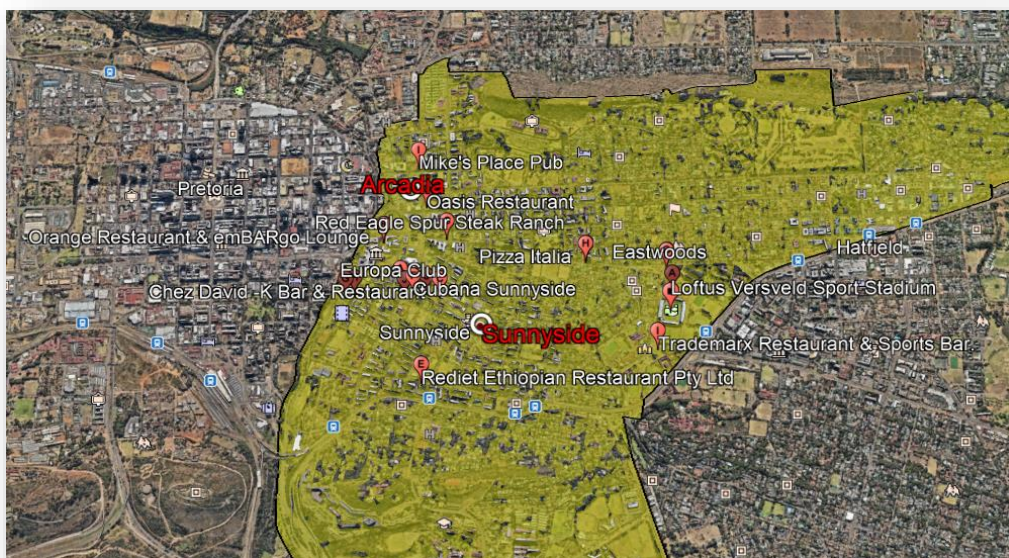 Mike's Place Pub
Pretoria
Arcadia
Oasis Restaurant
Red Eagle Spur Steak Ranch
Orange Restaurant & emBARgo Lounge
Pizza Italia
Eastwoods
Hatfield
Europa Club
Chez David -K Bar & Restaurant
Cubana Sunnyside
Loftus Versveld Sport Stadium
Sunnyside
Sunnyside
Trademarx Restaurant & Sports Bar
Rediet Ethiopian Restaurant Pty Ltd